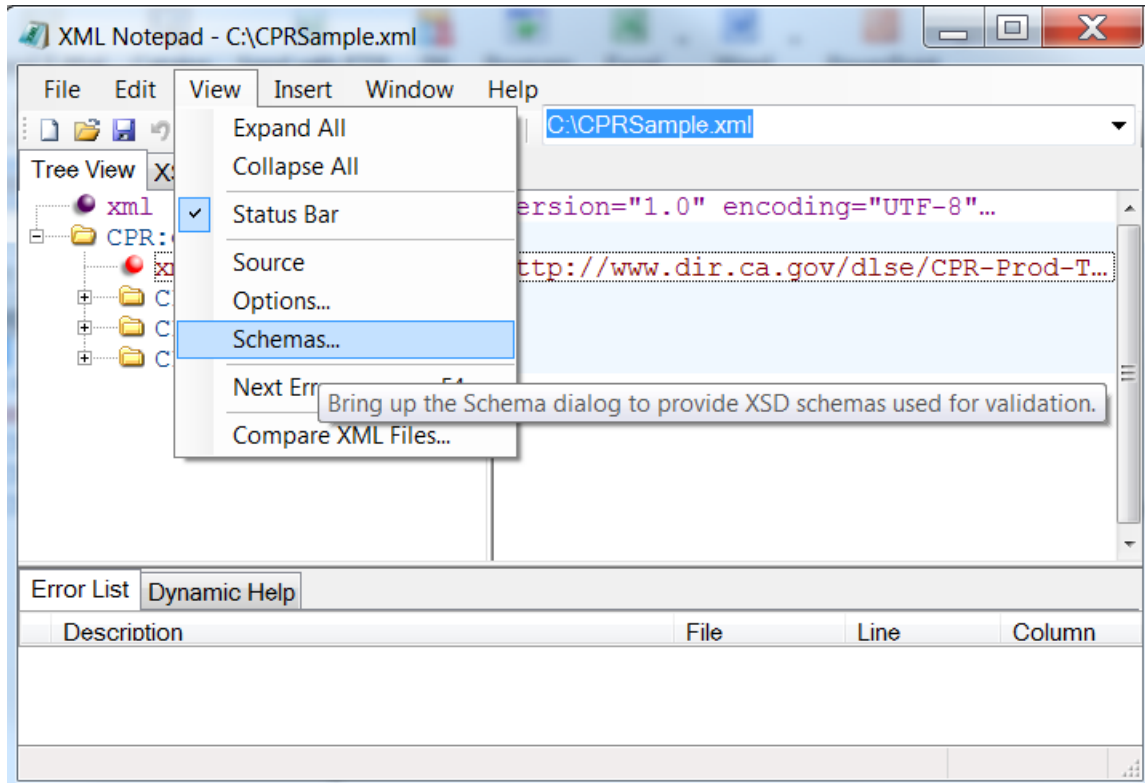 XML Notepad - C:\CPRSample.xml
File Edit View Insert Window Help
C:\CPRSample.xml
Expand All
Collapse All
Status Bar
Source
Options...
Schemas...
Next
Compare XML Files...
Bring up the Schema dialog to provide XSD schemas used for validation.
Tree View
xml
CPR:
version="1.0" encoding="UTF-8"...
http://www.dir.ca.gov/dlse/CPR-Prod-T...
Error List Dynamic Help
Description File Line Column